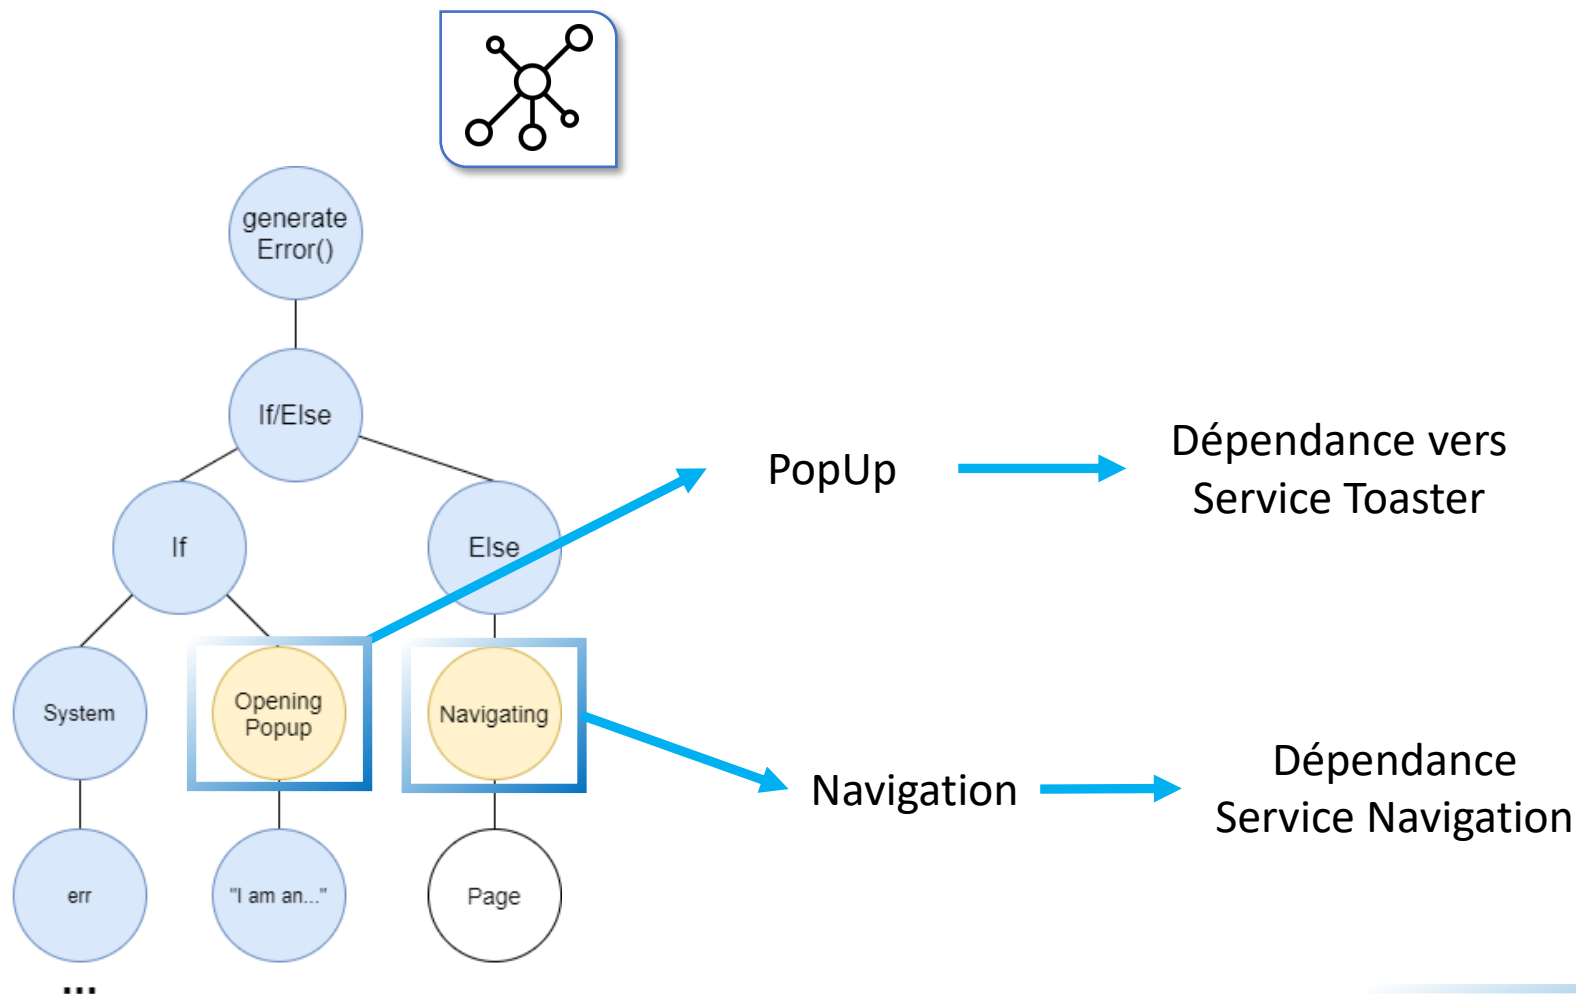 generate
Error()
If/Else
If
Else
PopUp
Dépendance vers
Service Toaster
System
Opening
Popup
Navigating
Navigation
Dépendance
Service Navigation
err
"I am an..."
Page
...